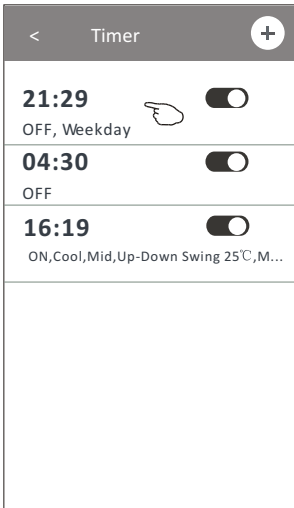 < Timer +
21:29
OFF, Weekday
04:30
OFF
16:19
ON,Cool,Mid,Up-Down Swing 25℃,M...